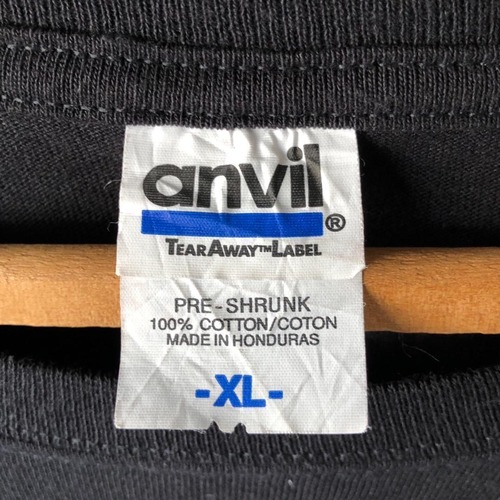 anvil®
TEARAWAY™LABEL
PRE-SHRUNK
100% COTTON/COTON
MADE IN HONDURAS
-XL-